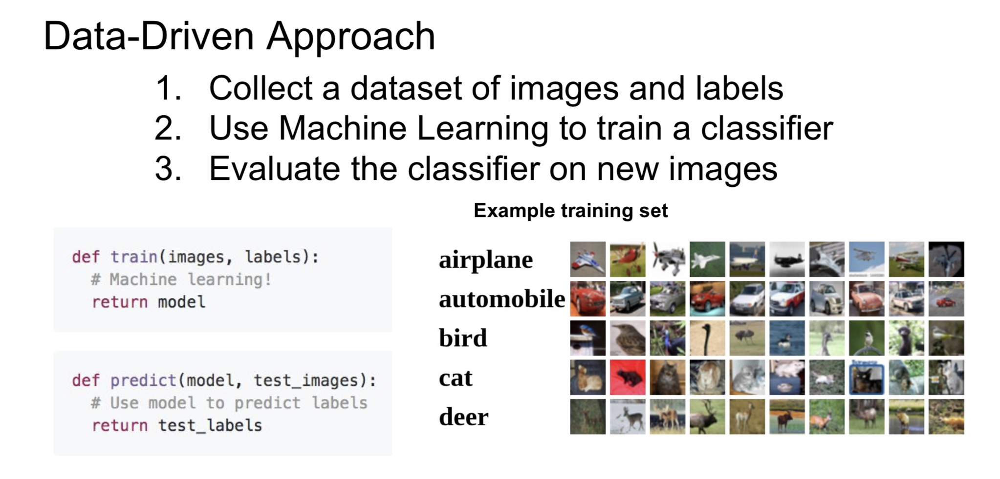 Data-Driven Approach
1. Collect a dataset of images and labels
2. Use Machine Learning to train a classifier
3. Evaluate the classifier on new images
Example training set
def train(images, labels):
# Machine learning!
return model
def predict(model, test_images):
# Use model to predict labels
return test_labels
airplane
automobile
bird
cat
deer